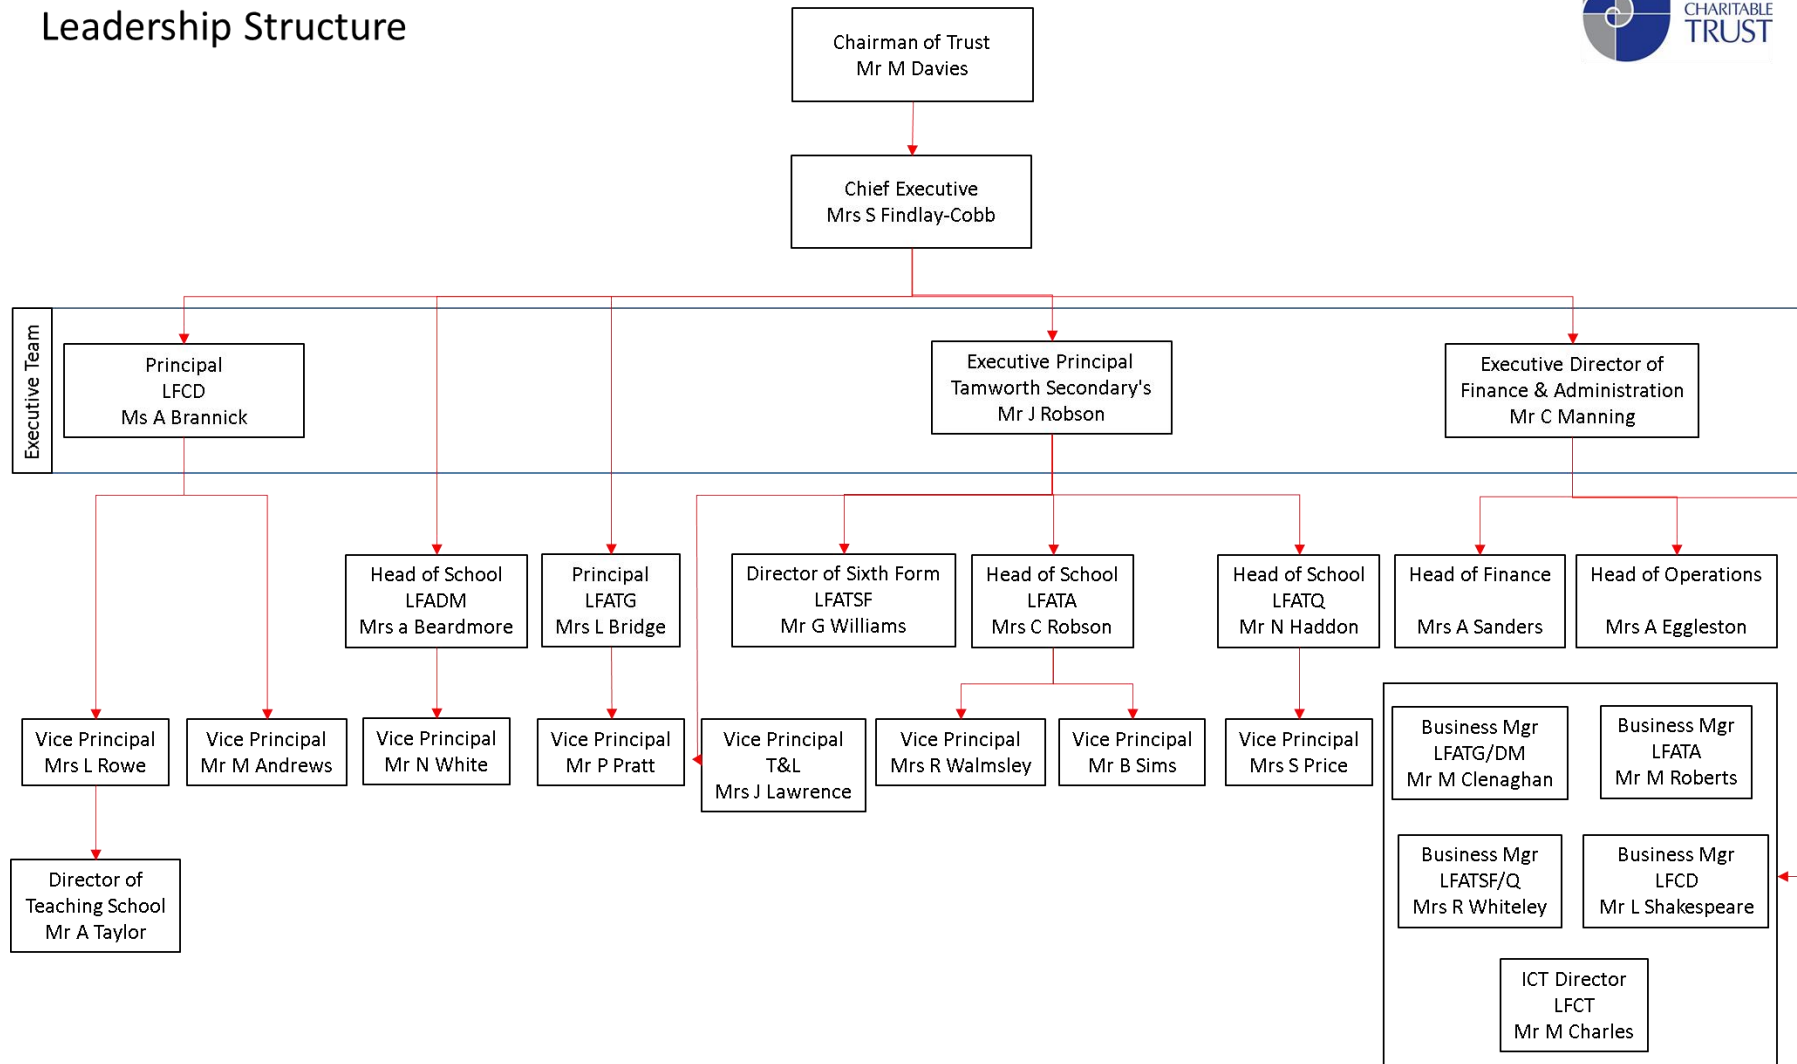 Leadership Structure
CHARITABLE
TRUST
Chairman of Trust
Mr M Davies
Chief Executive
Mrs S Findlay-Cobb
Executive Team
Principal
LFCD
Ms A Brannick
Executive Principal
Tamworth Secondary's
Mr J Robson
Executive Director of
Finance & Administration
Mr C Manning
Head of School
LFADM
Mrs a Beardmore
Principal
LFATG
Mrs L Bridge
Director of Sixth Form
LFATSF
Mr G Williams
Head of School
LFATA
Mrs C Robson
Head of School
LFATQ
Mr N Haddon
Head of Finance
Mrs A Sanders
Head of Operations
Mrs A Eggleston
Vice Principal
Mrs L Rowe
Vice Principal
Mr M Andrews
Vice Principal
Mr N White
Vice Principal
Mr P Pratt
Vice Principal
T&L
Mrs J Lawrence
Vice Principal
Mrs R Walmsley
Vice Principal
Mr B Sims
Vice Principal
Mrs S Price
Business Mgr
LFATG/DM
Mr M Clenaghan
Business Mgr
LFATA
Mr M Roberts
Director of
Teaching School
Mr A Taylor
Business Mgr
LFATSF/Q
Mrs R Whiteley
Business Mgr
LFCD
Mr L Shakespeare
ICT Director
LFCT
Mr M Charles